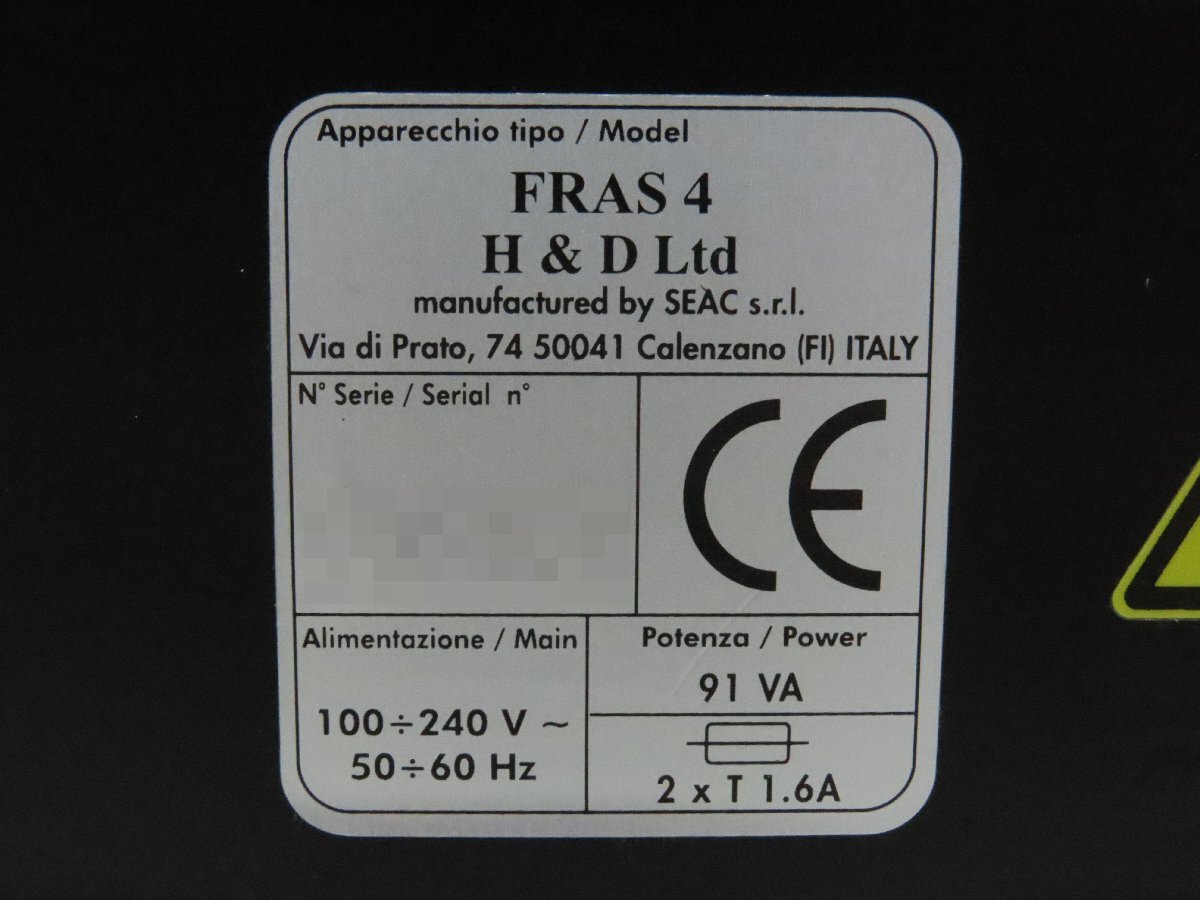 Apparecchio tipo / Model
FRAS 4
H & D Ltd
manufactured by SEAC s.r.l.
Via di Prato, 74 50041 Calenzano (FI) ITALY
N° Serie / Serial n°
CE
Alimentazione / Main
100÷240 V ~
50÷60 Hz
Potenza / Power
91 VA
2 x T 1.6A